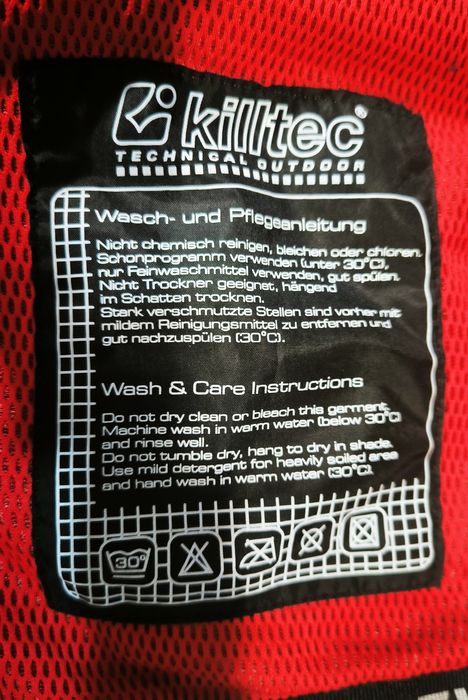 killtec®
TECHNICAL OUTDOOR
Wasch- und Pflegeanleitung
Nicht chemisch reinigen, bleichen oder chloren.
Schonprogramm verwenden (unter 30°C),
nur Feinwaschmittel verwenden, gut spülen.
Nicht Trockner geeignet, hängend
im Schatten trocknen.
Stark verschmutzte Stellen sind vorher mit
mildem Reinigungsmittel zu entfernen und
gut nachzuspülen (30°C).
Wash & Care Instructions
Do not dry clean or bleach this garment.
Machine wash in warm water (below 30°C)
and rinse well.
Do not tumble dry, hang to dry in shade.
Use mild detergent for heavily soiled area
and hand wash in warm water (30°C).
30°